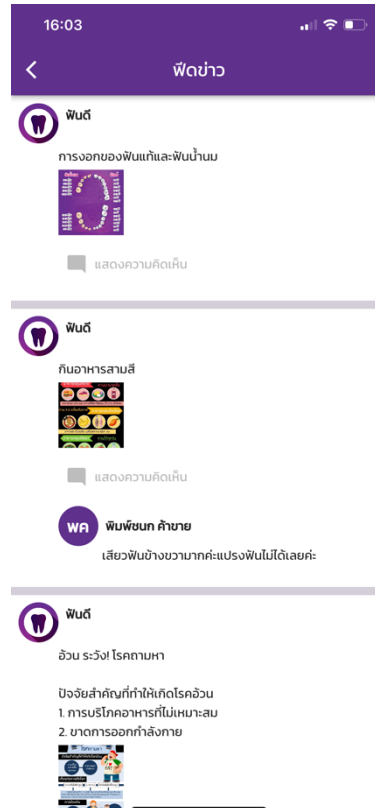 16:03
ฟีดข่าว
ฟันดี
การงอกของฟันแท้และฟันน้ำนม
แสดงความคิดเห็น
ฟันดี
กินอาหารสามสี
แสดงความคิดเห็น
พค พิมพ์ชนก ค้าขาย
เสียวฟันข้างขวามากค่ะแปรงฟันไม่ได้เลยค่ะ
ฟันดี
อ้วน ระวัง! โรคถามหา
ปัจจัยสำคัญที่ทำให้เกิดโรคอ้วน
1. การบริโภคอาหารที่ไม่เหมาะสม
2. ขาดการออกกำลังกาย